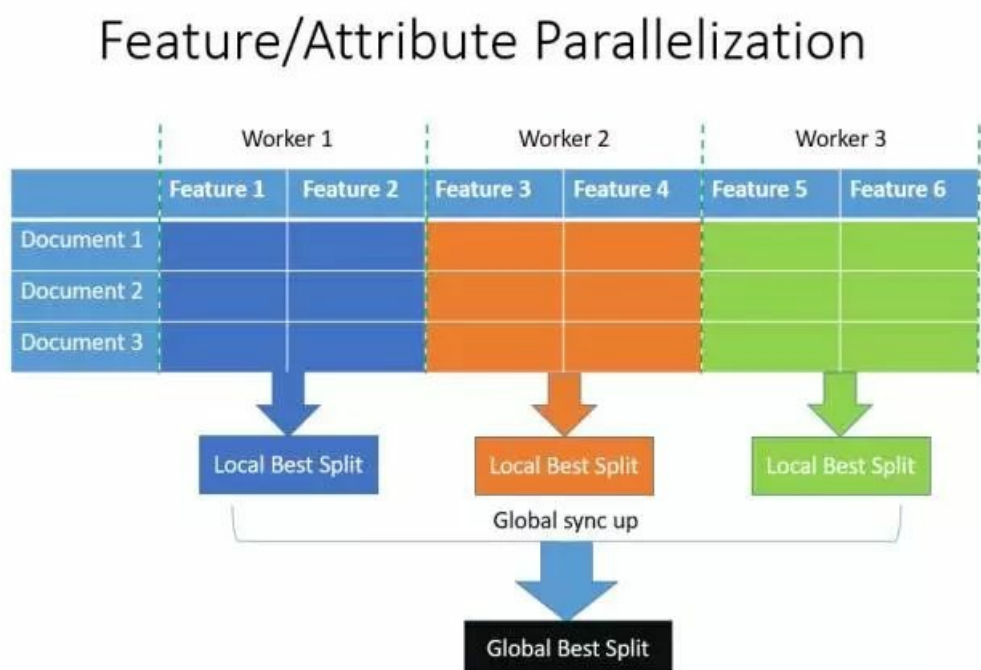 Feature/Attribute Parallelization
Worker 1 Worker 2 Worker 3
Feature 1 Feature 2 Feature 3 Feature 4 Feature 5 Feature 6
Document 1
Document 2
Document 3
Local Best Split Local Best Split Local Best Split
Global sync up
Global Best Split